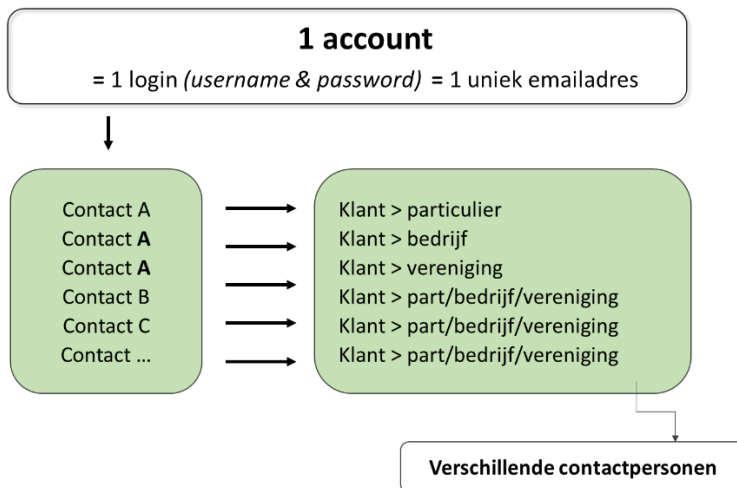 1 account
= 1 login (username & password) = 1 uniek emailadres
Contact A
Contact A
Contact A
Contact B
Contact C
Contact ...
Klant > particulier
Klant > bedrijf
Klant > vereniging
Klant > part/bedrijf/vereniging
Klant > part/bedrijf/vereniging
Klant > part/bedrijf/vereniging
Verschillende contactpersonen